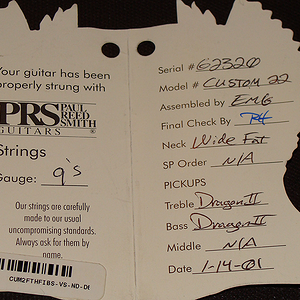 Your guitar has been
properly strung with
PRS PAUL
REED
SMITH
GUITARS ®
Strings
Gauge: 9's
Our strings are carefully
made to our usual
uncompromising standards.
Always ask for them by
name.
CUM2FTHFIBS-VS-ND-D
Serial # 62320
Model # CUSTOM 22
Assembled by EMG
Final Check By
Neck Wide Fat
SP Order N/A
PICKUPS
Treble Dragon II
Bass Dragon II
Middle N/A
Date 1-14-01